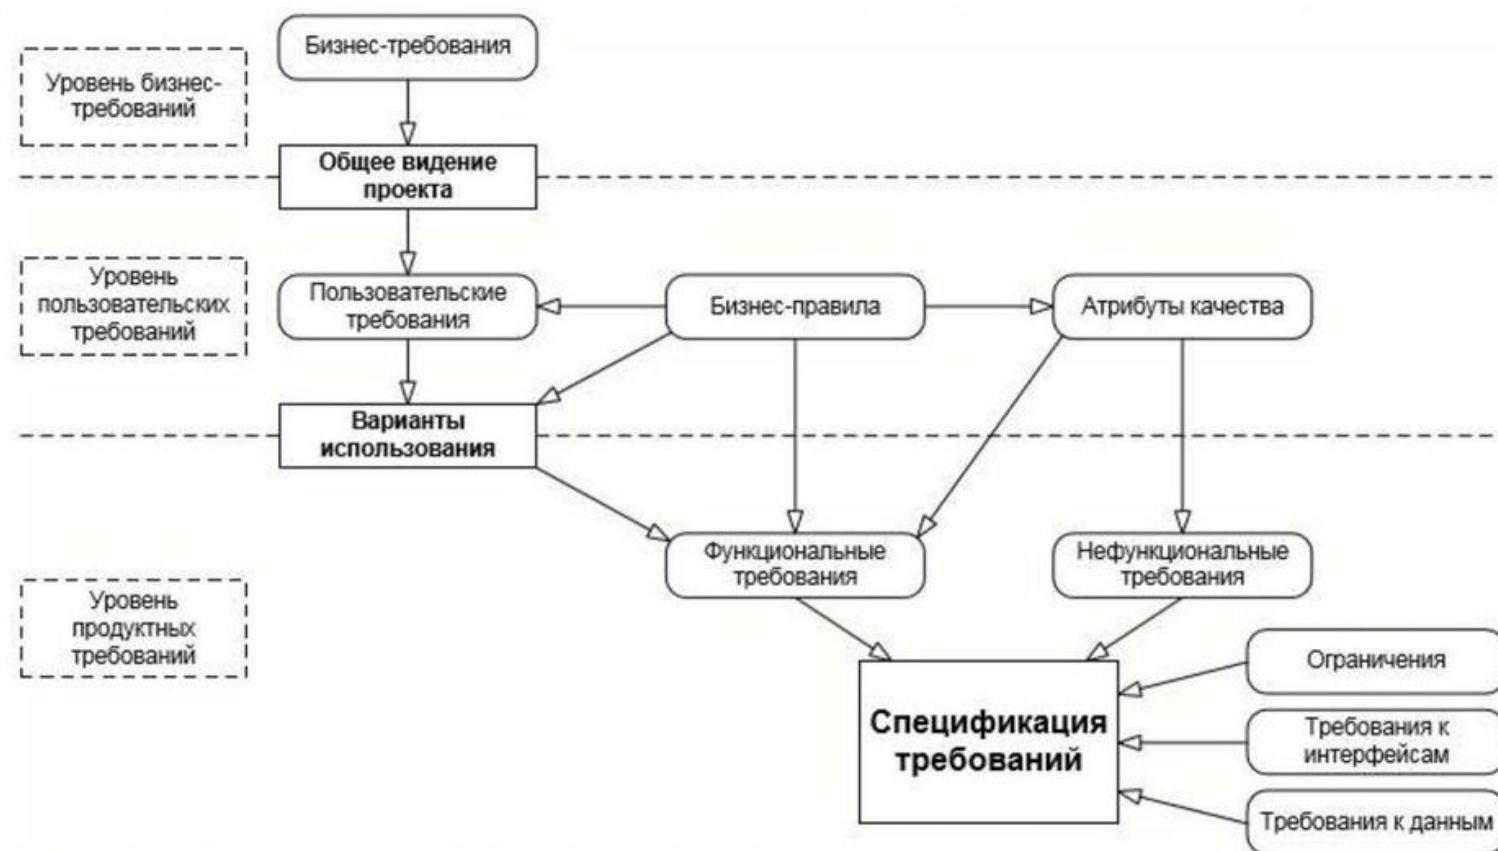 Бизнес-требования
Уровень бизнес-
требований
Общее видение
проекта
Уровень
пользовательских
требований
Пользовательские
требования
Бизнес-правила
Атрибуты качества
Варианты
использования
Функциональные
требования
Нефункциональные
требования
Уровень
продуктных
требований
Ограничения
Спецификация
требований
Требования к
интерфейсам
Требования к данным